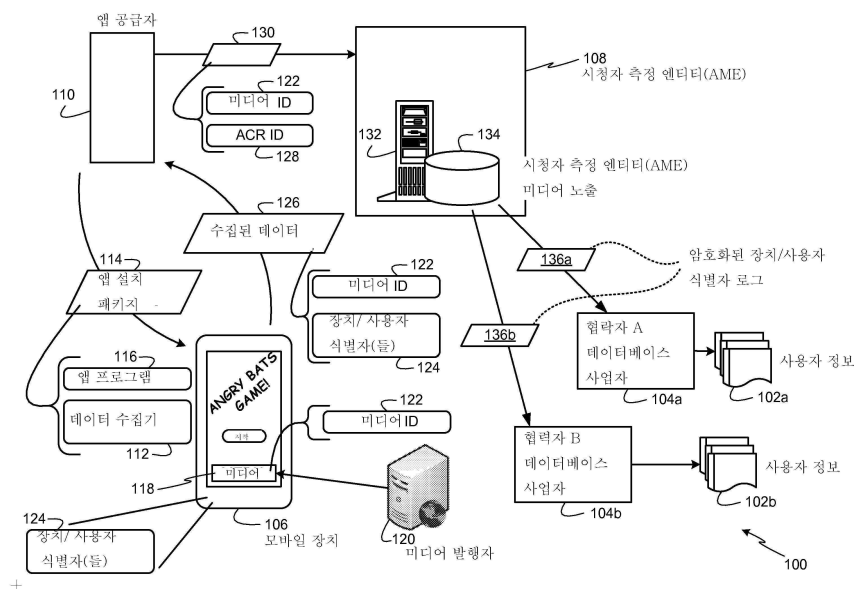 앱 공급자
130
108
시청자 측정 엔티티(AME)
110
122
미디어 ID
ACR ID
128
132
134
시청자 측정 엔티티(AME)
미디어 노출
126
수집된 데이터
114
앱 설치
패키지
122
미디어 ID
장치/ 사용자
식별자(들)
124
136a
136b
암호화된 장치/사용자
식별자 로그
협락자 A
데이터베이스
사업자
104a
사용자 정보
102a
116
앱 프로그램
데이터 수집기
112
ANGRY BATS
GAME!
시작
미디어
118
122
미디어 ID
협력자 B
데이터베이스
사업자
104b
사용자 정보
102b
124
장치/ 사용자
식별자(들)
106
모바일 장치
120
미디어 발행자
100